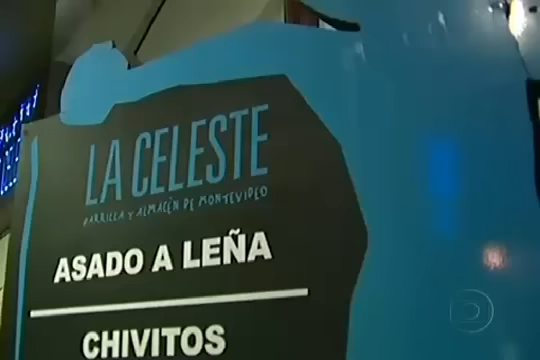 LA CELESTE
PARRILLA Y ALMACÉN DE MONTEVIDEO
ASADO A LEÑA
CHIVITOS